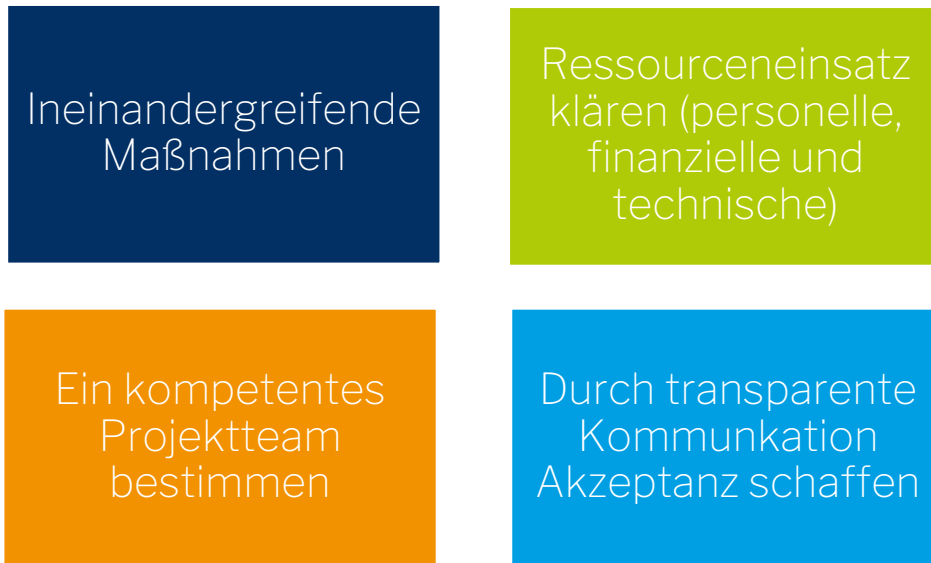 Ineinandergreifende
Maßnahmen
Ressourceneinsatz
klären (personelle,
finanzielle und
technische)
Ein kompetentes
Projektteam
bestimmen
Durch transparente
Kommunkation
Akzeptanz schaffen